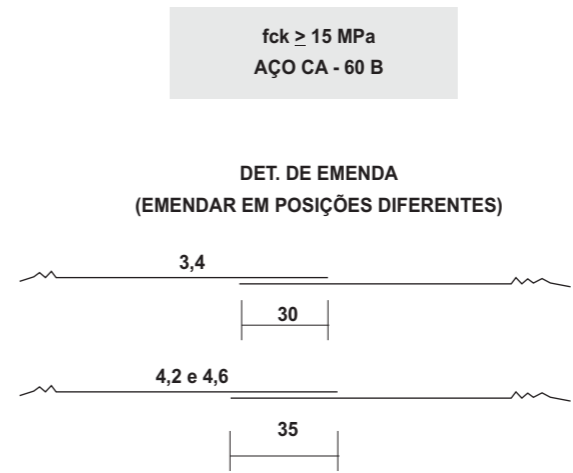 fck ≥ 15 MPa
AÇO CA - 60 B
DET. DE EMENDA
(EMENDAR EM POSIÇÕES DIFERENTES)
3,4
30
4,2 e 4,6
35